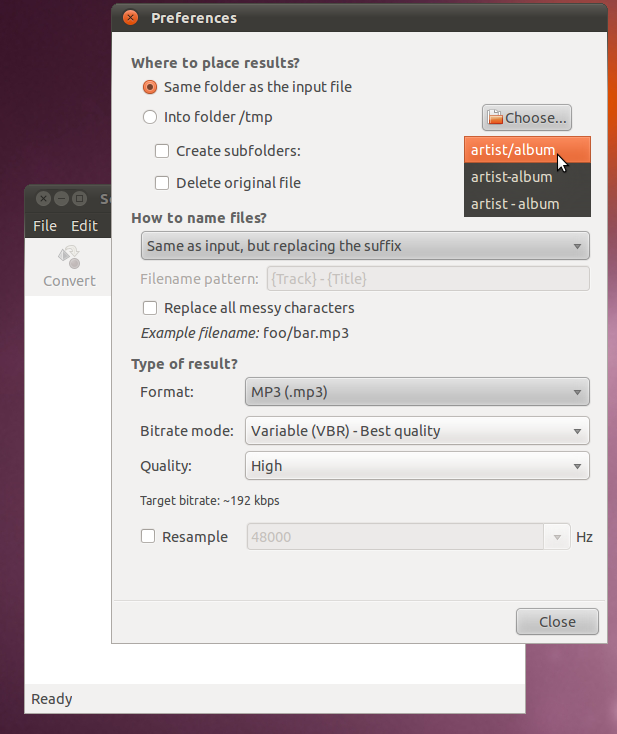 Preferences
Where to place results?
Same folder as the input file
Into folder /tmp
Choose...
Create subfolders:
artist/album
artist-album
artist - album
Delete original file
File Edit
Convert
How to name files?
Same as input, but replacing the suffix
Filename pattern: {Track} - {Title}
Replace all messy characters
Example filename: foo/bar.mp3
Type of result?
Format: MP3 (.mp3)
Bitrate mode: Variable (VBR) - Best quality
Quality: High
Target bitrate: ~192 kbps
Resample 48000 Hz
Close
Ready